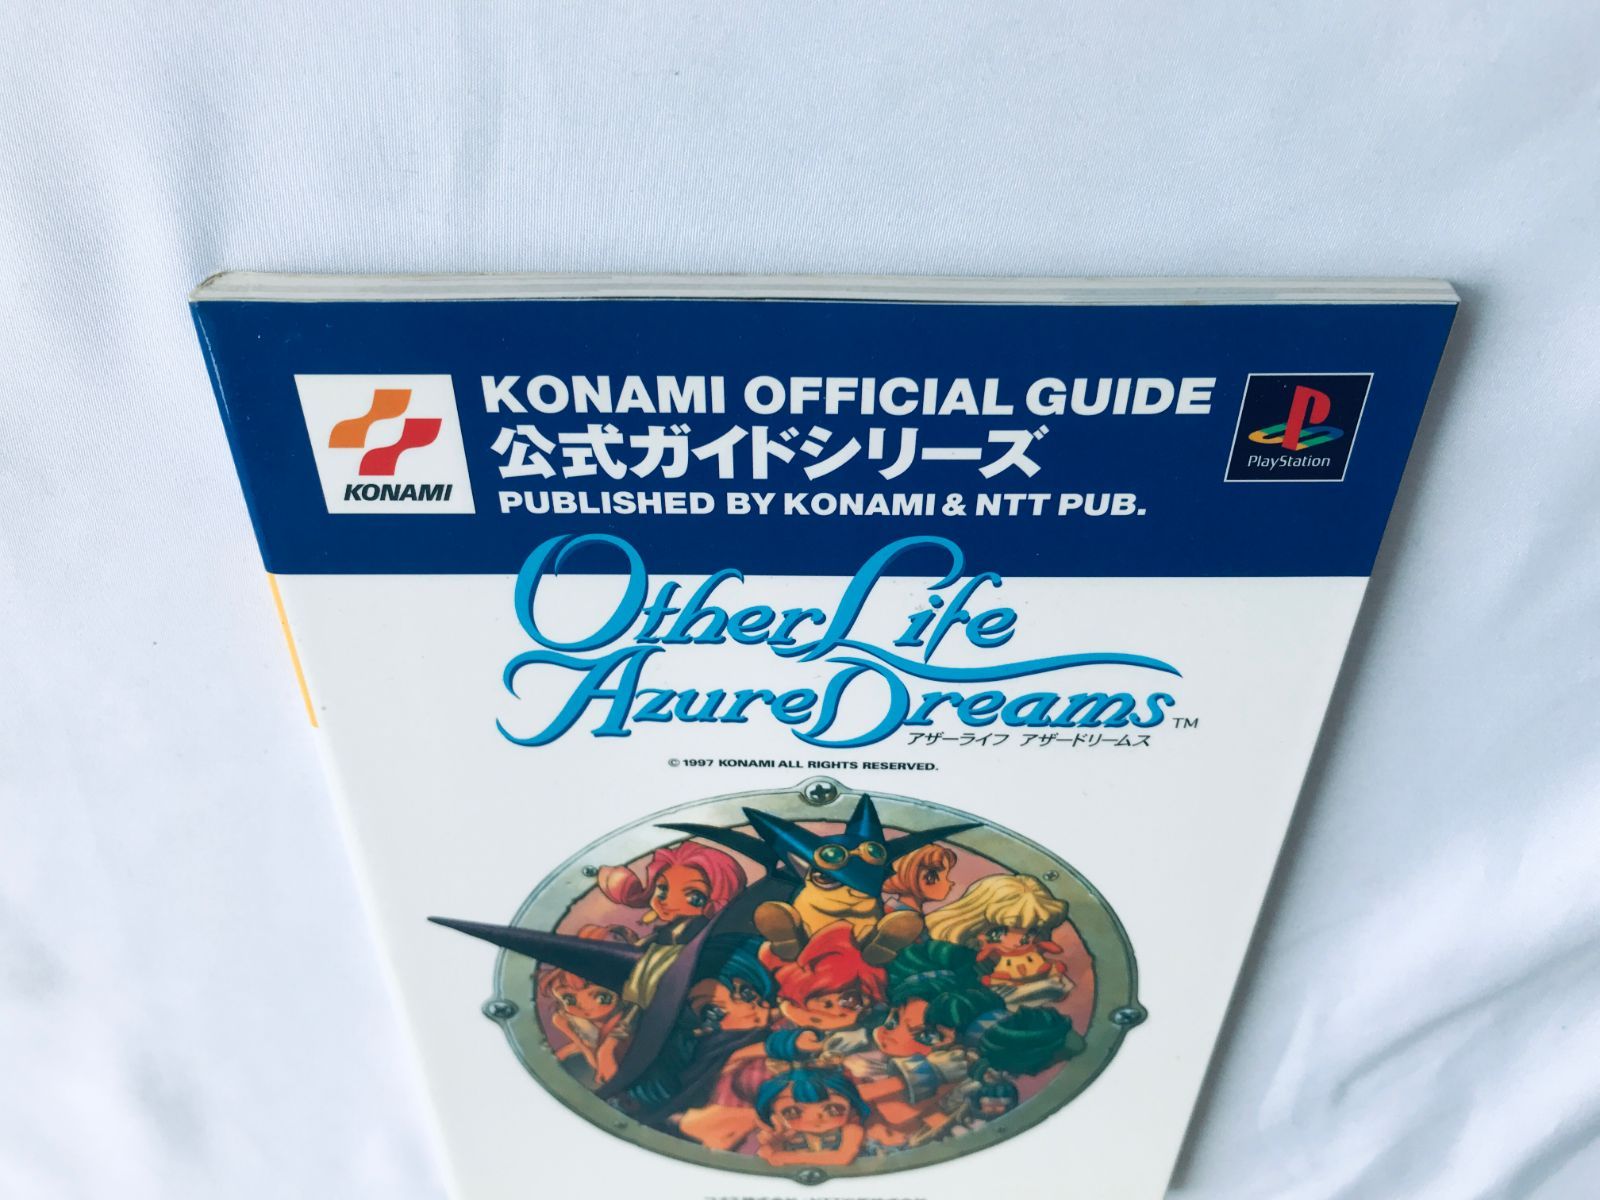 KONAMI
KONAMI OFFICIAL GUIDE
公式ガイドシリーズ
PUBLISHED BY KONAMI & NTT PUB.
PlayStation
Other Life
Azure Dreams™
アザーライフ アザードリームス
© 1997 KONAMI ALL RIGHTS RESERVED.